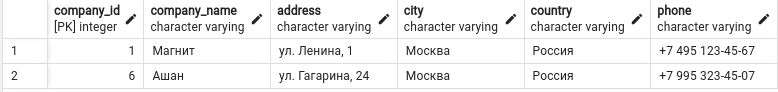 company_id company_name address city country phone
[PK] integer character varying character varying character varying character varying character varying
1 1 Магнит ул. Ленина, 1 Москва Россия +7 495 123-45-67
2 6 Ашан ул. Гагарина, 24 Москва Россия +7 995 323-45-07